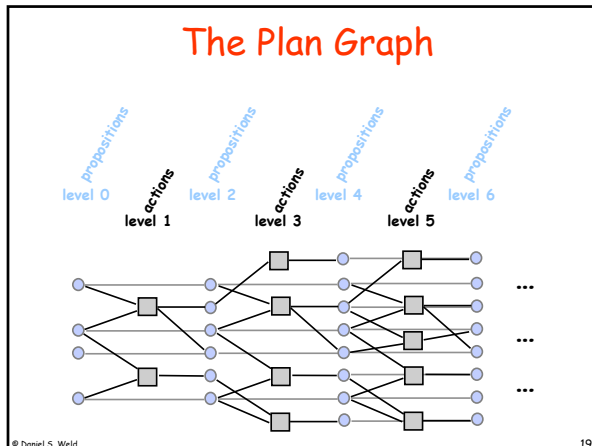 The Plan Graph
propositions
level 0
actions
level 1
propositions
level 2
actions
level 3
propositions
level 4
actions
level 5
propositions
level 6
...
...
...
© Daniel S. Weld
19